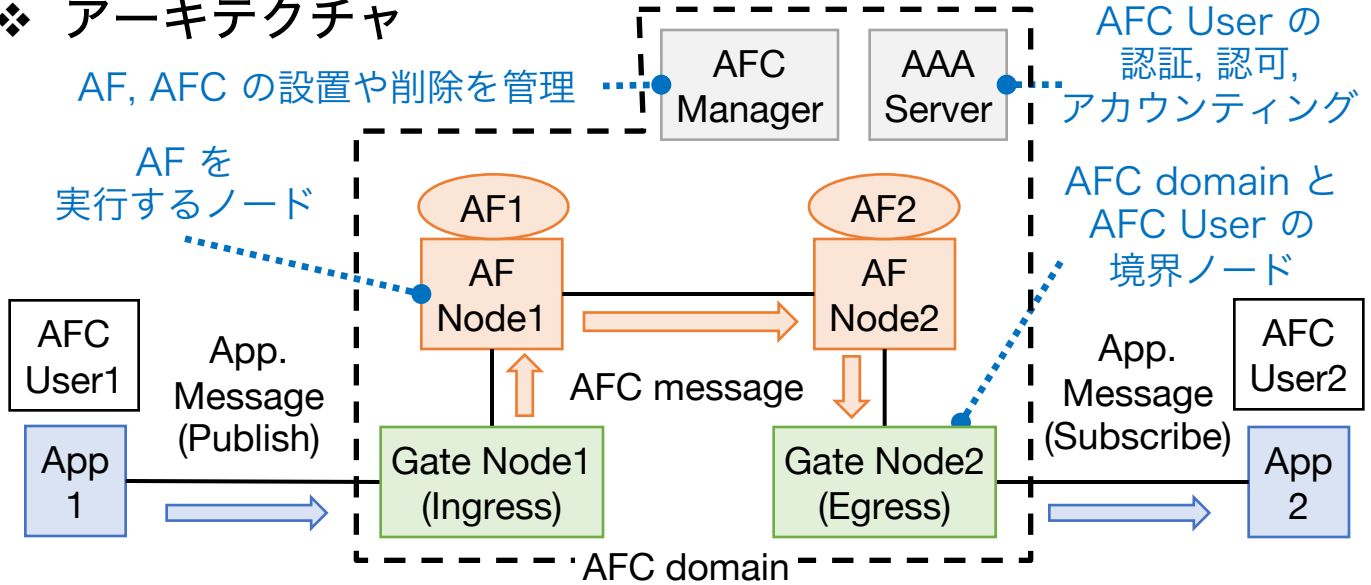 ❖ アーキテクチャ
AF, AFC の設置や削除を管理
AFC
Manager
AAA
Server
AFC User の
認証, 認可,
アカウンティング
AF を
実行するノード
AF1
AF2
AFC domain と
AFC User の
境界ノード
AF
Node1
AF
Node2
AFC
User1
App.
Message
(Publish)
AFC message
App.
Message
(Subscribe)
AFC
User2
App
1
Gate Node1
(Ingress)
Gate Node2
(Egress)
App
2
AFC domain